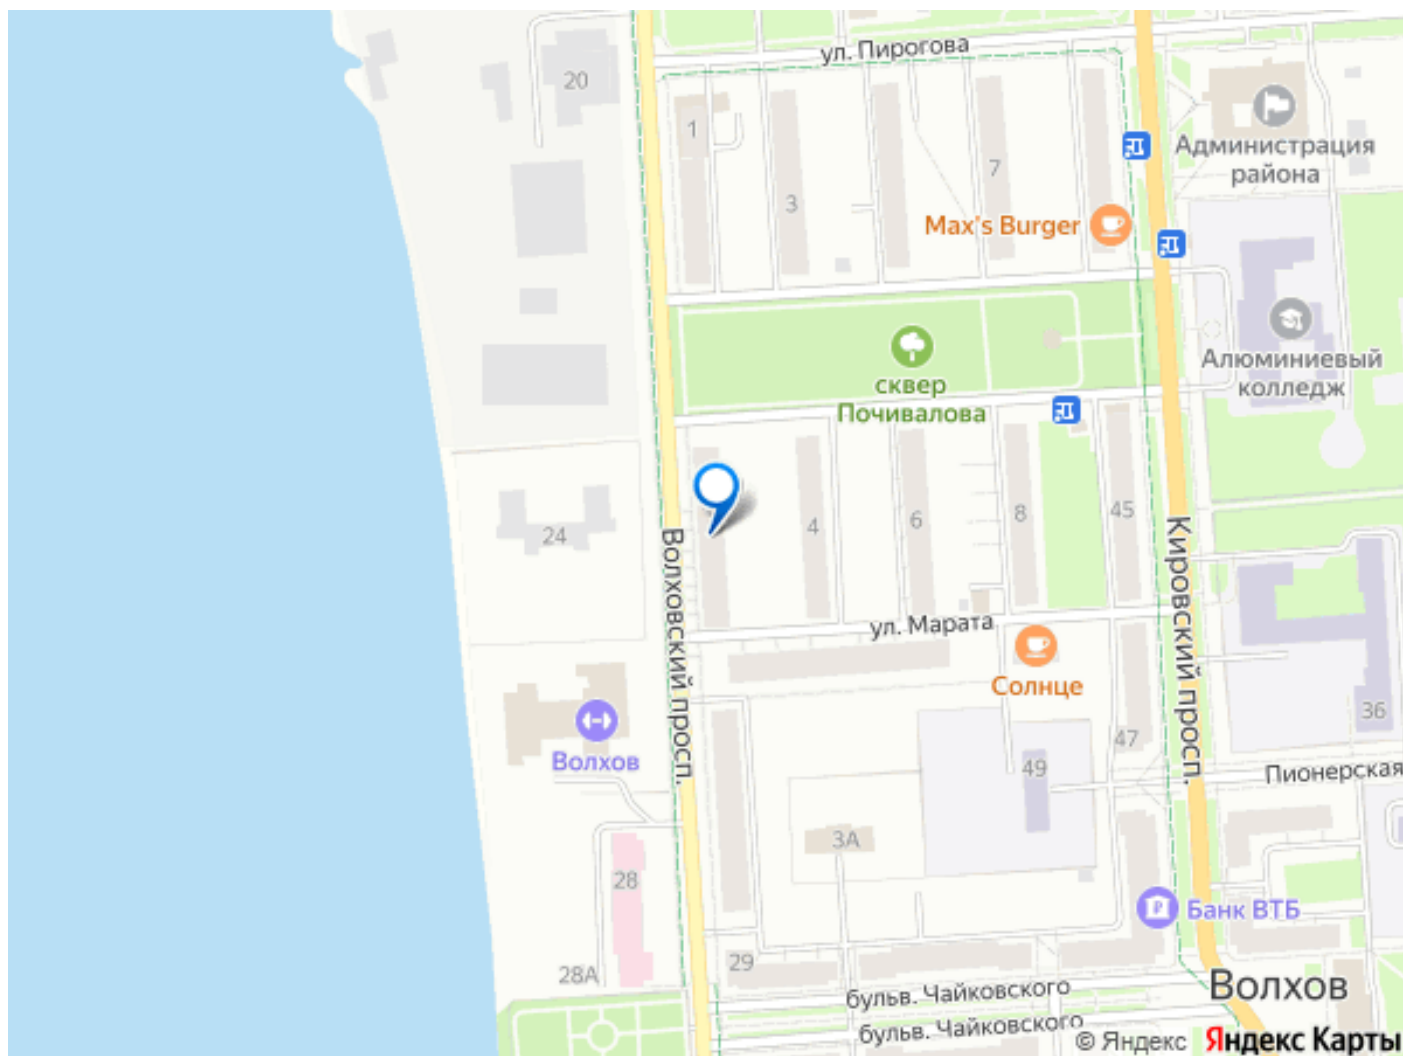 ул. Пирогова
20
1
Администрация
района
7
3
Max's Burger
Алюминиевый
колледж
сквер
Почивалова
24
4
6
8
45
Волховский просп.
Кировский просп.
ул. Марата
Солнце
Волхов
36
47
49
Пионерская
3А
28
Банк ВТБ
29
28А
Волхов
бульв. Чайковского
бульв. Чайковского
© Яндекс Яндекс Карты